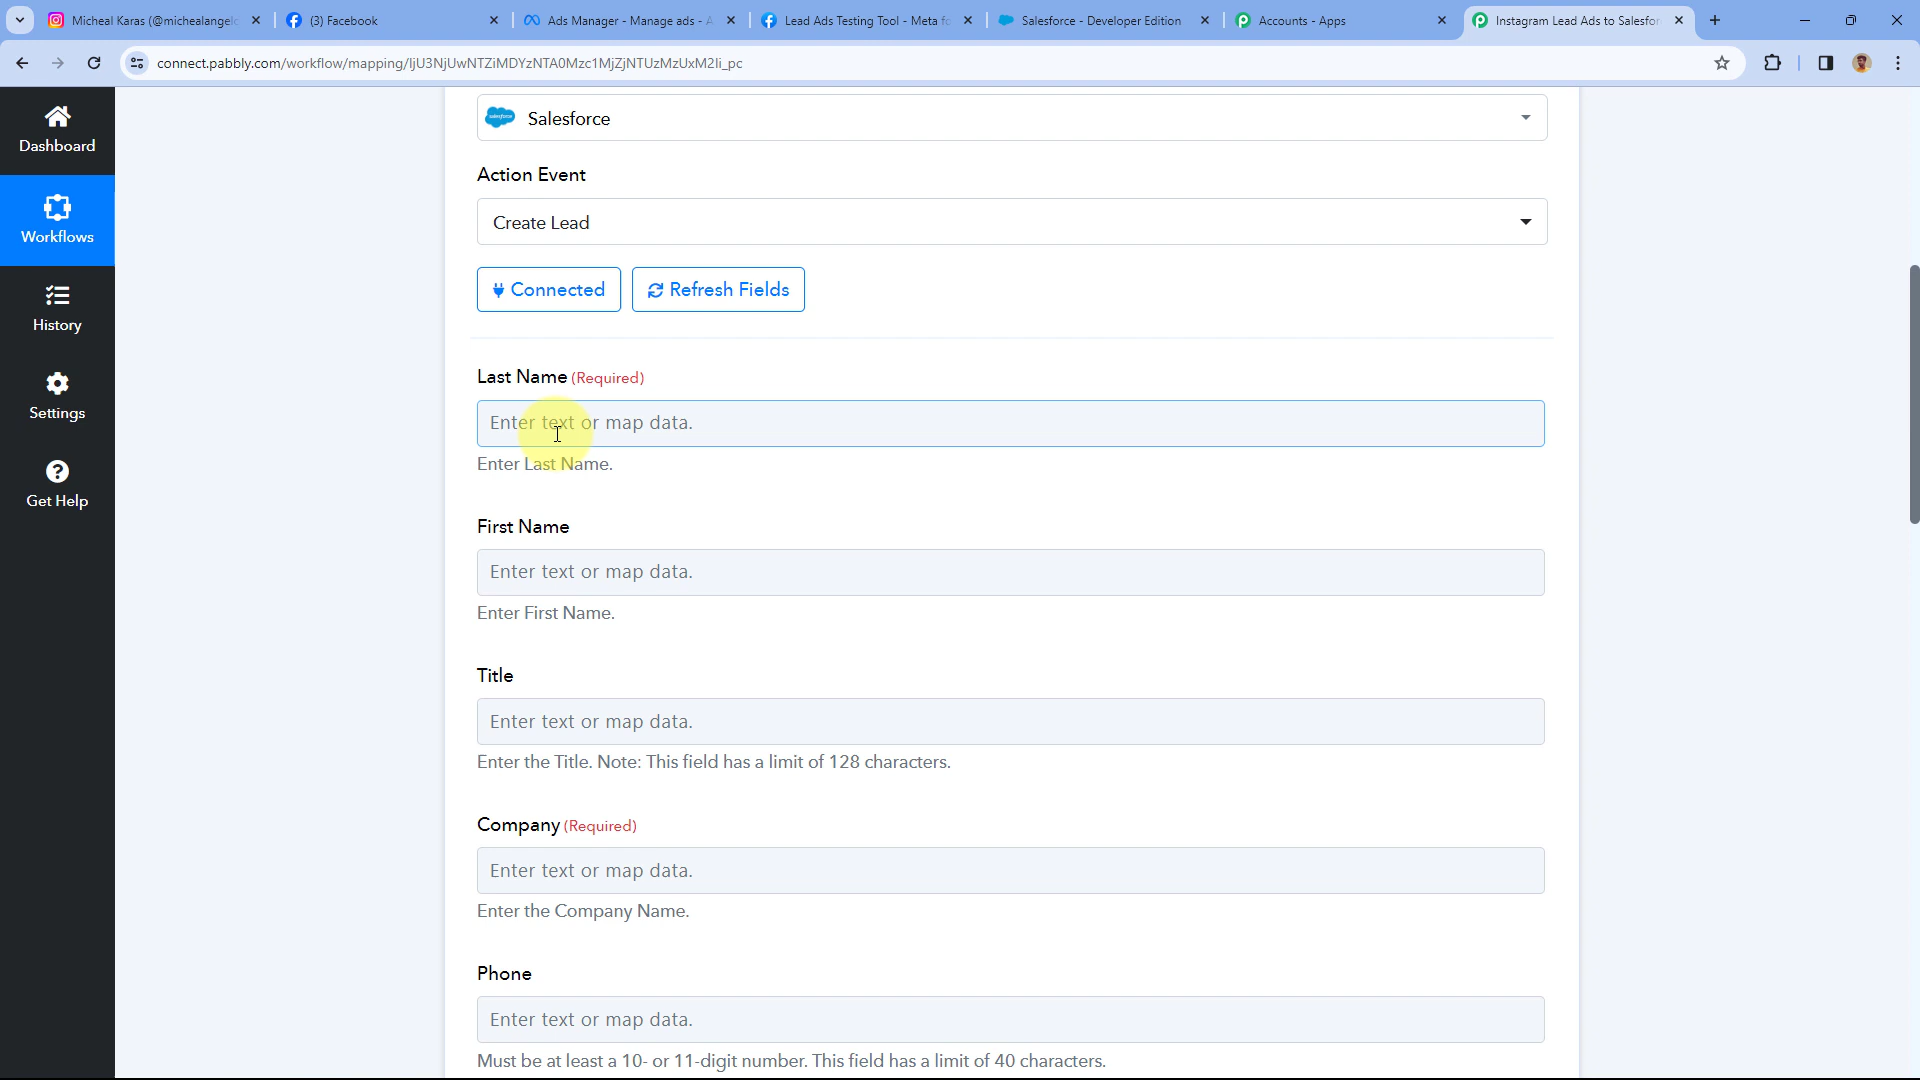 Micheal Karas (@michealangelo
(3) Facebook
Ads Manager - Manage ads - A
Lead Ads Testing Tool - Meta fo
Salesforce - Developer Edition
Accounts - Apps
Instagram Lead Ads to Salesfor
connect.pabbly.com/workflow/mapping/IjU3NjUwNTZiMDYzNTA0Mzc1MjZjNTUzMzUxM2Ii_pc
Dashboard
Workflows
History
Settings
Get Help
salesforce
Salesforce
Action Event
Create Lead
Connected
Refresh Fields
Last Name (Required)
Enter text or map data.
Enter Last Name.
First Name
Enter text or map data.
Enter First Name.
Title
Enter text or map data.
Enter the Title. Note: This field has a limit of 128 characters.
Company (Required)
Enter text or map data.
Enter the Company Name.
Phone
Enter text or map data.
Must be at least a 10- or 11-digit number. This field has a limit of 40 characters.